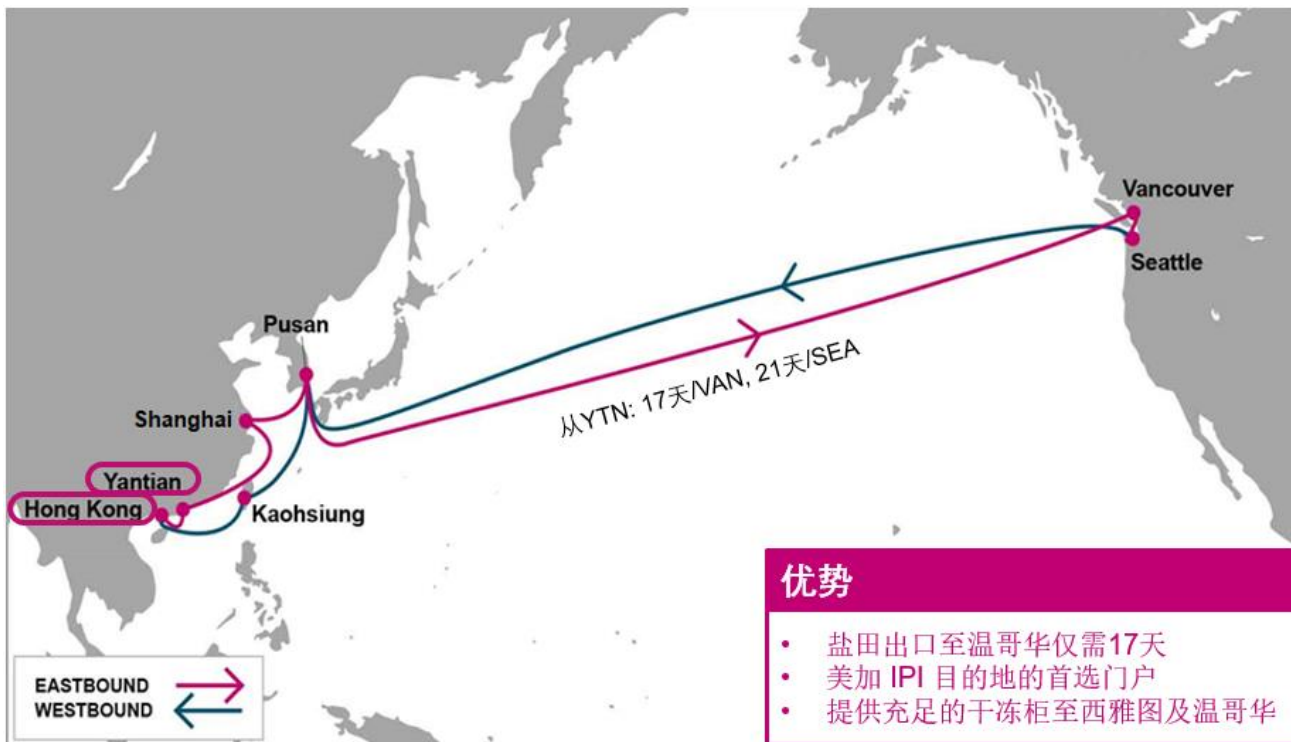 Vancouver
Seattle
Pusan
从YTN: 17天/VAN, 21天/SEA
Shanghai
Yantian
Hong Kong
Kaohsiung
优势
• 盐田出口至温哥华仅需17天
• 美加 IPI 目的地的首选门户
• 提供充足的干冻柜至西雅图及温哥华
EASTBOUND
WESTBOUND